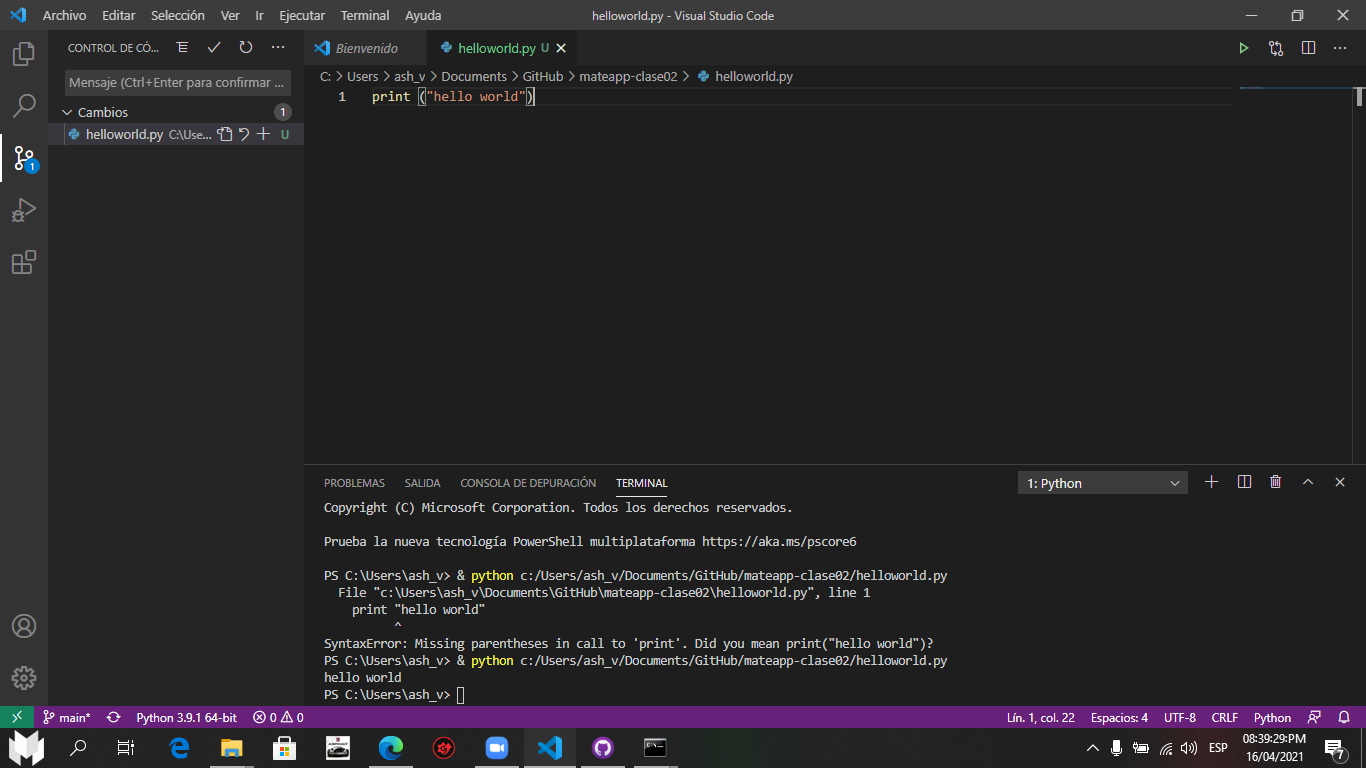 Archivo Editar Selección Ver Ir Ejecutar Terminal Ayuda helloworld.py - Visual Studio Code
CONTROL DE CÓ...
Bienvenido helloworld.py U
C: > Users > ash_v > Documents > GitHub > mateapp-clase02 > helloworld.py
Mensaje (Ctrl+Enter para confirmar ...
1 print ("hello world")
Cambios 1
helloworld.py C:\Use... U
1
PROBLEMAS SALIDA CONSOLA DE DEPURACIÓN TERMINAL 1: Python
Copyright (C) Microsoft Corporation. Todos los derechos reservados.
Prueba la nueva tecnología PowerShell multiplataforma https://aka.ms/pscore6
PS C:\Users\ash_v> & python c:/Users/ash_v/Documents/GitHub/mateapp-clase02/helloworld.py
File "c:\Users\ash_v\Documents\GitHub\mateapp-clase02\helloworld.py", line 1
print "hello world"
^
SyntaxError: Missing parentheses in call to 'print'. Did you mean print("hello world")?
PS C:\Users\ash_v> & python c:/Users/ash_v/Documents/GitHub/mateapp-clase02/helloworld.py
hello world
PS C:\Users\ash_v>
main* Python 3.9.1 64-bit 0 0 Lín. 1, col. 22 Espacios: 4 UTF-8 CRLF Python
ESP 08:39:29PM
16/04/2021 7